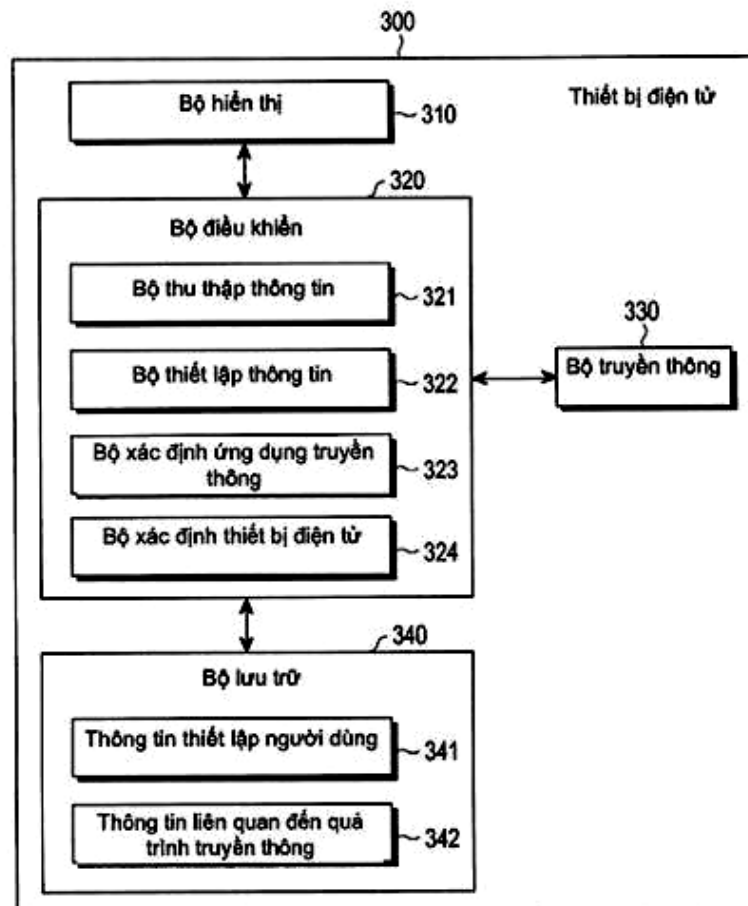 300
Thiết bị điện tử
Bộ hiển thị
310
320
Bộ điều khiển
Bộ thu thập thông tin
321
Bộ thiết lập thông tin
322
Bộ xác định ứng dụng truyền
thông
323
Bộ xác định thiết bị điện tử
324
330
Bộ truyền thông
340
Bộ lưu trữ
Thông tin thiết lập người dùng
341
Thông tin liên quan đến quá
trình truyền thông
342